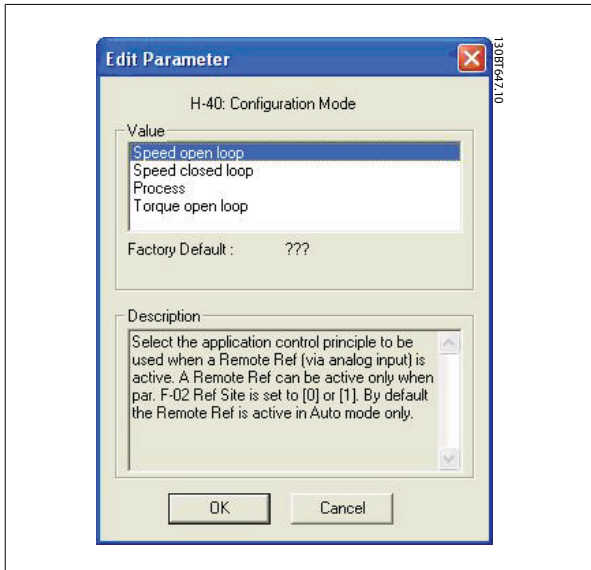 Edit Parameter
130BT647.10
H-40: Configuration Mode
Value
Speed open loop
Speed closed loop
Process
Torque open loop
Factory Default : ???
Description
Select the application control principle to be
used when a Remote Ref (via analog input) is
active. A Remote Ref can be active only when
par. F-02 Ref Site is set to [0] or [1]. By default
the Remote Ref is active in Auto mode only.
OK Cancel